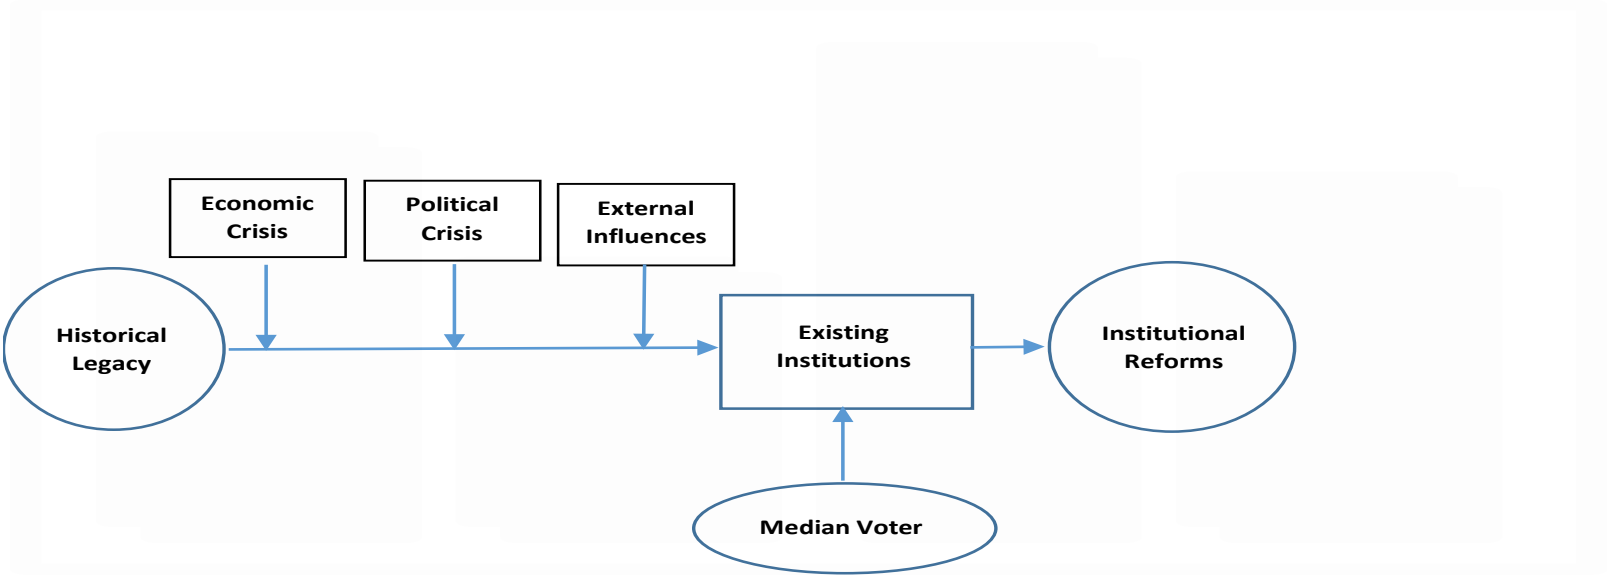 Economic
Crisis
Political
Crisis
External
Influences
Historical
Legacy
Existing
Institutions
Institutional
Reforms
Median Voter